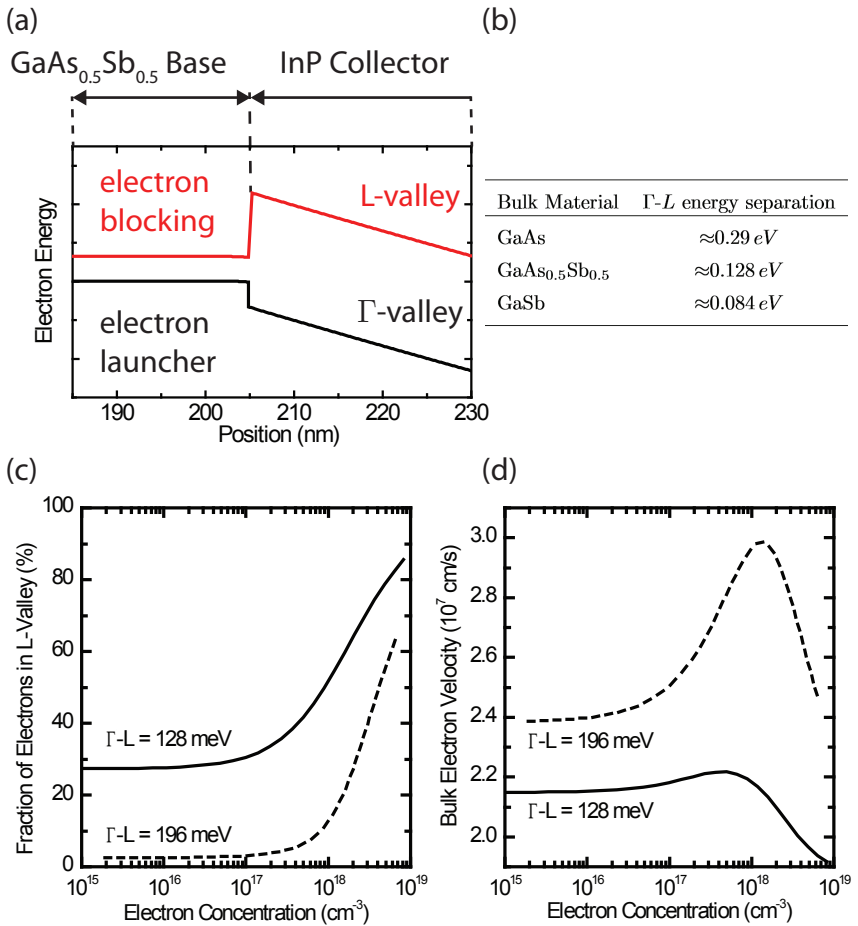 (a)
GaAs0.5Sb0.5 Base
InP Collector
electron
blocking
L-valley
Γ-valley
electron
launcher
Electron Energy
190 200 210 220 230
Position (nm)
(b)
Bulk Material Γ-L energy separation
GaAs ≈0.29 eV
GaAs0.5Sb0.5 ≈0.128 eV
GaSb ≈0.084 eV
(c)
100
80
60
40
20
0
Fraction of Electrons in L-Valley (%)
Γ-L = 128 meV
Γ-L = 196 meV
10^15 10^16 10^17 10^18 10^19
Electron Concentration (cm^-3)
(d)
3.0
2.8
2.6
2.4
2.2
2.0
Bulk Electron Velocity (10^7 cm/s)
Γ-L = 196 meV
Γ-L = 128 meV
10^15 10^16 10^17 10^18 10^19
Electron Concentration (cm^-3)